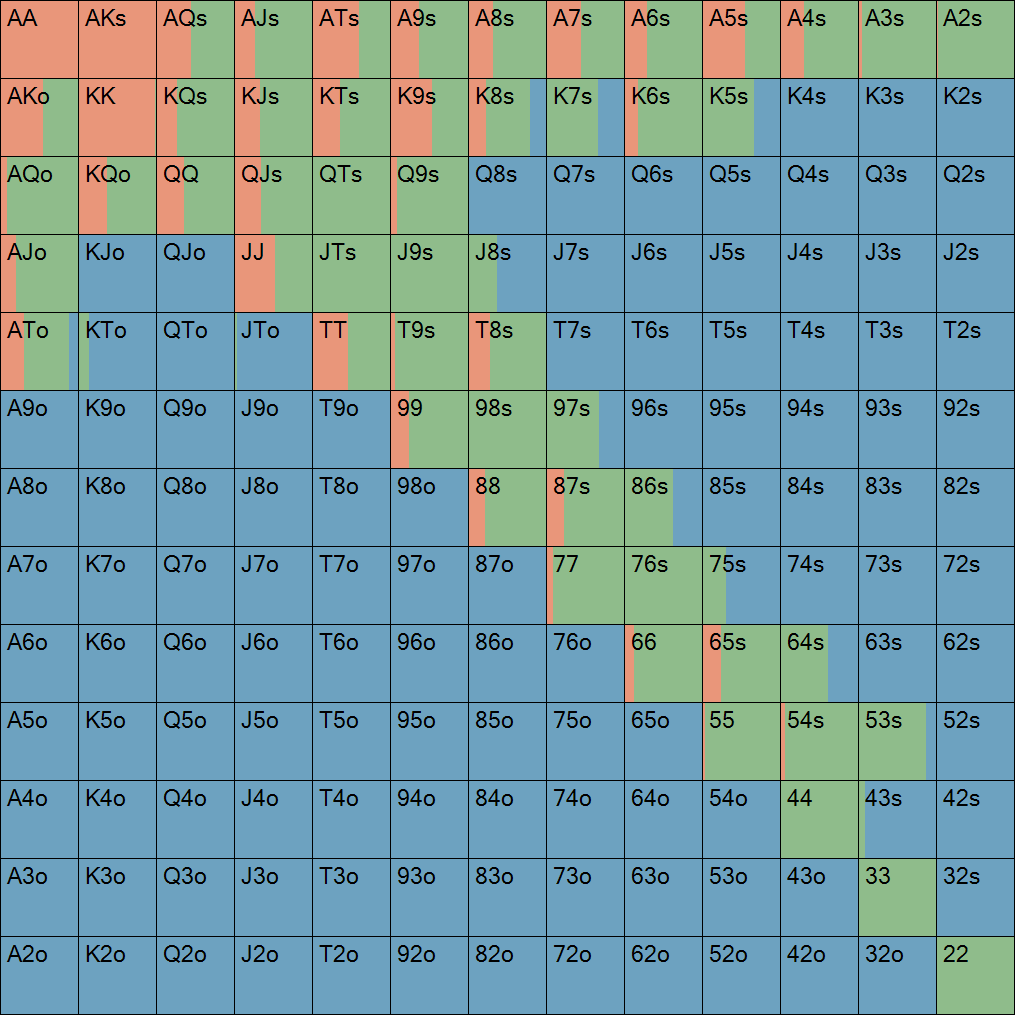 AA AKs AQs AJs ATs A9s A8s A7s A6s A5s A4s A3s A2s
AKo KK KQs KJs KTs K9s K8s K7s K6s K5s K4s K3s K2s
AQo KQo QQ QJs QTs Q9s Q8s Q7s Q6s Q5s Q4s Q3s Q2s
AJo KJo QJo JJ JTs J9s J8s J7s J6s J5s J4s J3s J2s
ATo KTo QTo JTo TT T9s T8s T7s T6s T5s T4s T3s T2s
A9o K9o Q9o J9o T9o 99 98s 97s 96s 95s 94s 93s 92s
A8o K8o Q8o J8o T8o 98o 88 87s 86s 85s 84s 83s 82s
A7o K7o Q7o J7o T7o 97o 87o 77 76s 75s 74s 73s 72s
A6o K6o Q6o J6o T6o 96o 86o 76o 66 65s 64s 63s 62s
A5o K5o Q5o J5o T5o 95o 85o 75o 65o 55 54s 53s 52s
A4o K4o Q4o J4o T4o 94o 84o 74o 64o 54o 44 43s 42s
A3o K3o Q3o J3o T3o 93o 83o 73o 63o 53o 43o 33 32s
A2o K2o Q2o J2o T2o 92o 82o 72o 62o 52o 42o 32o 22